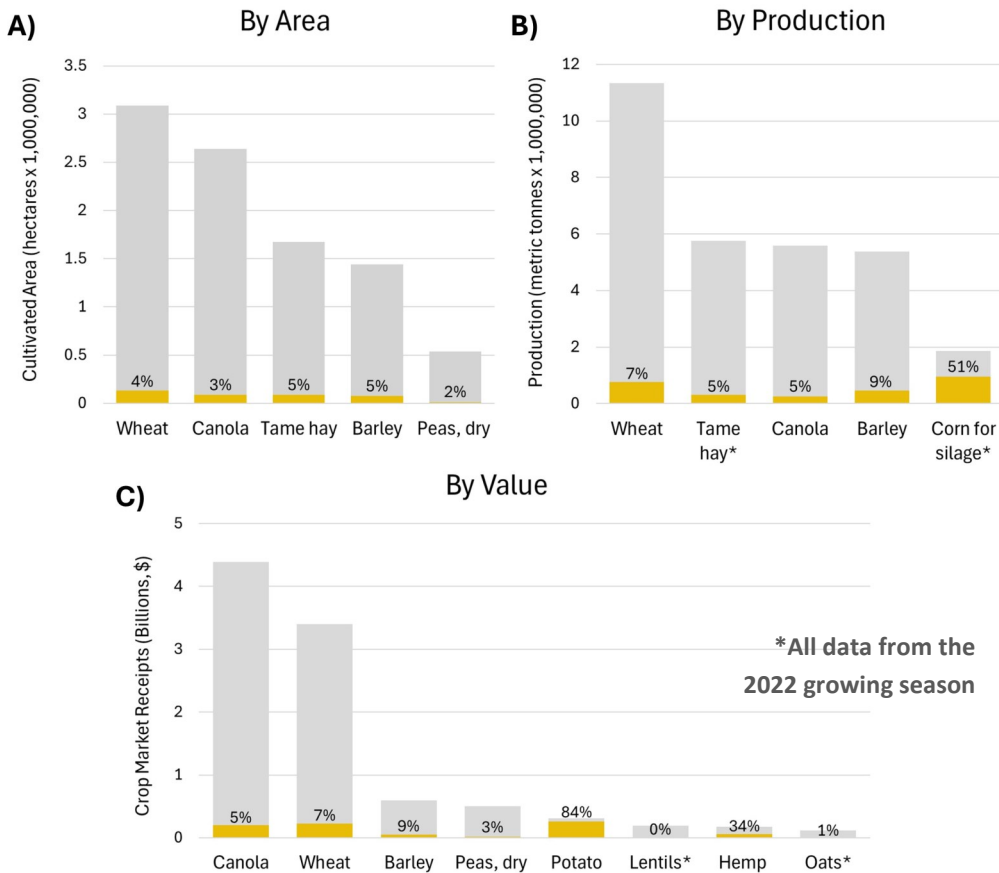 A)
By Area
Cultivated Area (hectares x 1,000,000)
3.5
3
2.5
2
1.5
1
0.5
0
4%
3%
5%
5%
2%
Wheat
Canola
Tame hay
Barley
Peas, dry
B)
By Production
Production (metric tonnes x 1,000,000)
12
10
8
6
4
2
0
7%
5%
5%
9%
51%
Wheat
Tame
hay*
Canola
Barley
Corn for
silage*
C)
By Value
Crop Market Receipts (Billions, $)
5
4
3
2
1
0
5%
7%
9%
3%
84%
0%
34%
1%
Canola
Wheat
Barley
Peas, dry
Potato
Lentils*
Hemp
Oats*
*All data from the
2022 growing season